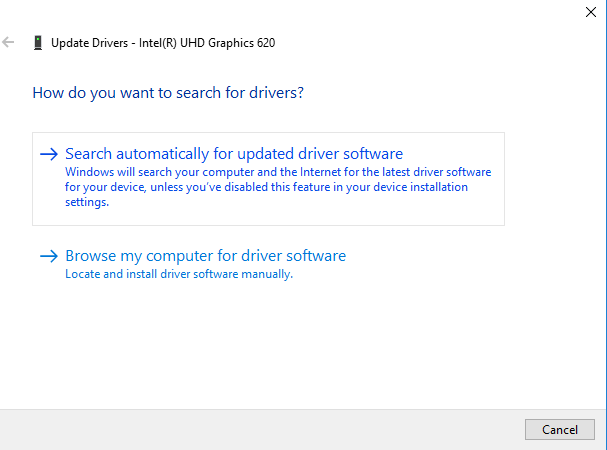 Update Drivers - Intel(R) UHD Graphics 620
How do you want to search for drivers?
Search automatically for updated driver software
Windows will search your computer and the Internet for the latest driver software
for your device, unless you've disabled this feature in your device installation
settings.
Browse my computer for driver software
Locate and install driver software manually.
Cancel